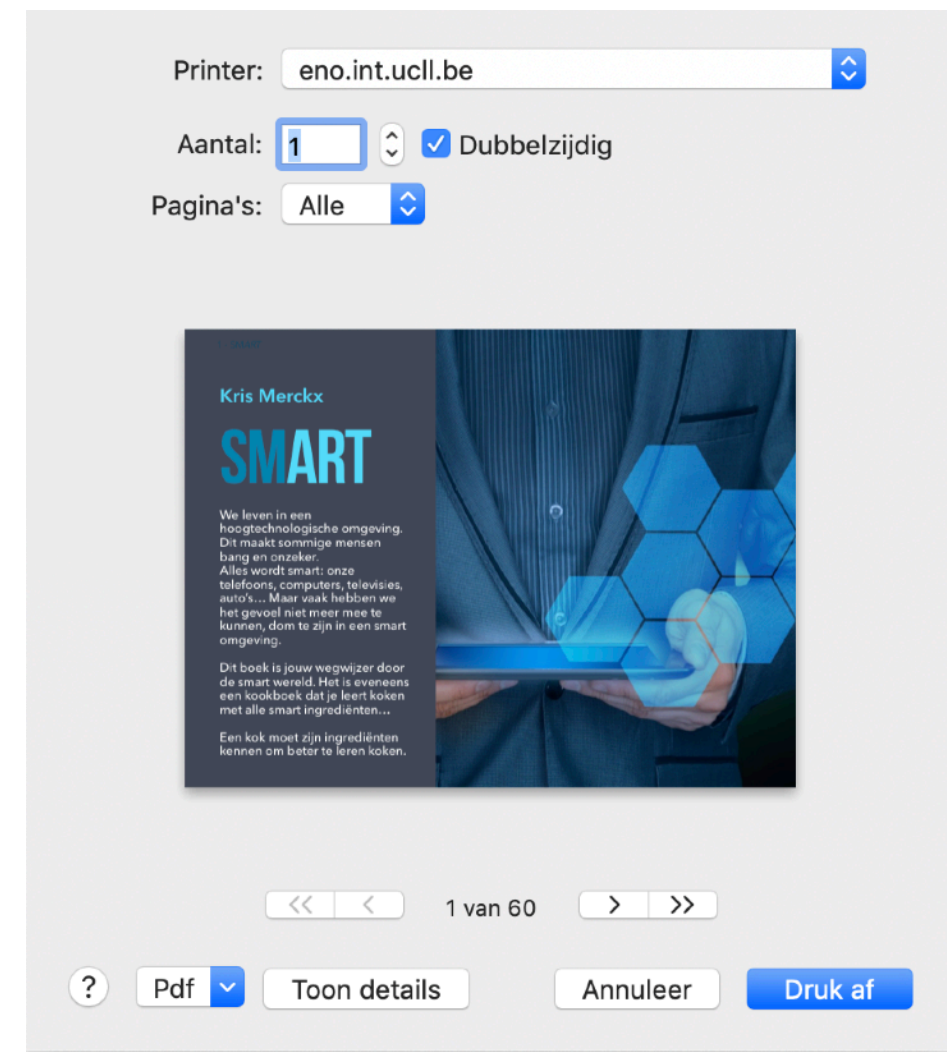 Printer: eno.int.ucll.be
Aantal: 1 Dubbelzijdig
Pagina's: Alle
Kris Merckx
SMART
We leven in een
hoogtechnologische omgeving.
Dit maakt sommige mensen
bang en onzeker.
Alles wordt smart: onze
telefoons, computers, televisies,
auto's... Maar vaak hebben we
het gevoel niet meer mee te
kunnen, dom te zijn in een smart
omgeving.
Dit boek is jouw wegwijzer door
de smart wereld. Het is eveneens
een kookboek dat je leert koken
met alle smart ingrediënten...
Een kok moet zijn ingrediënten
kennen om beter te leren koken.
<< < 1 van 60 > >>
? Pdf Toon details Annuleer Druk af